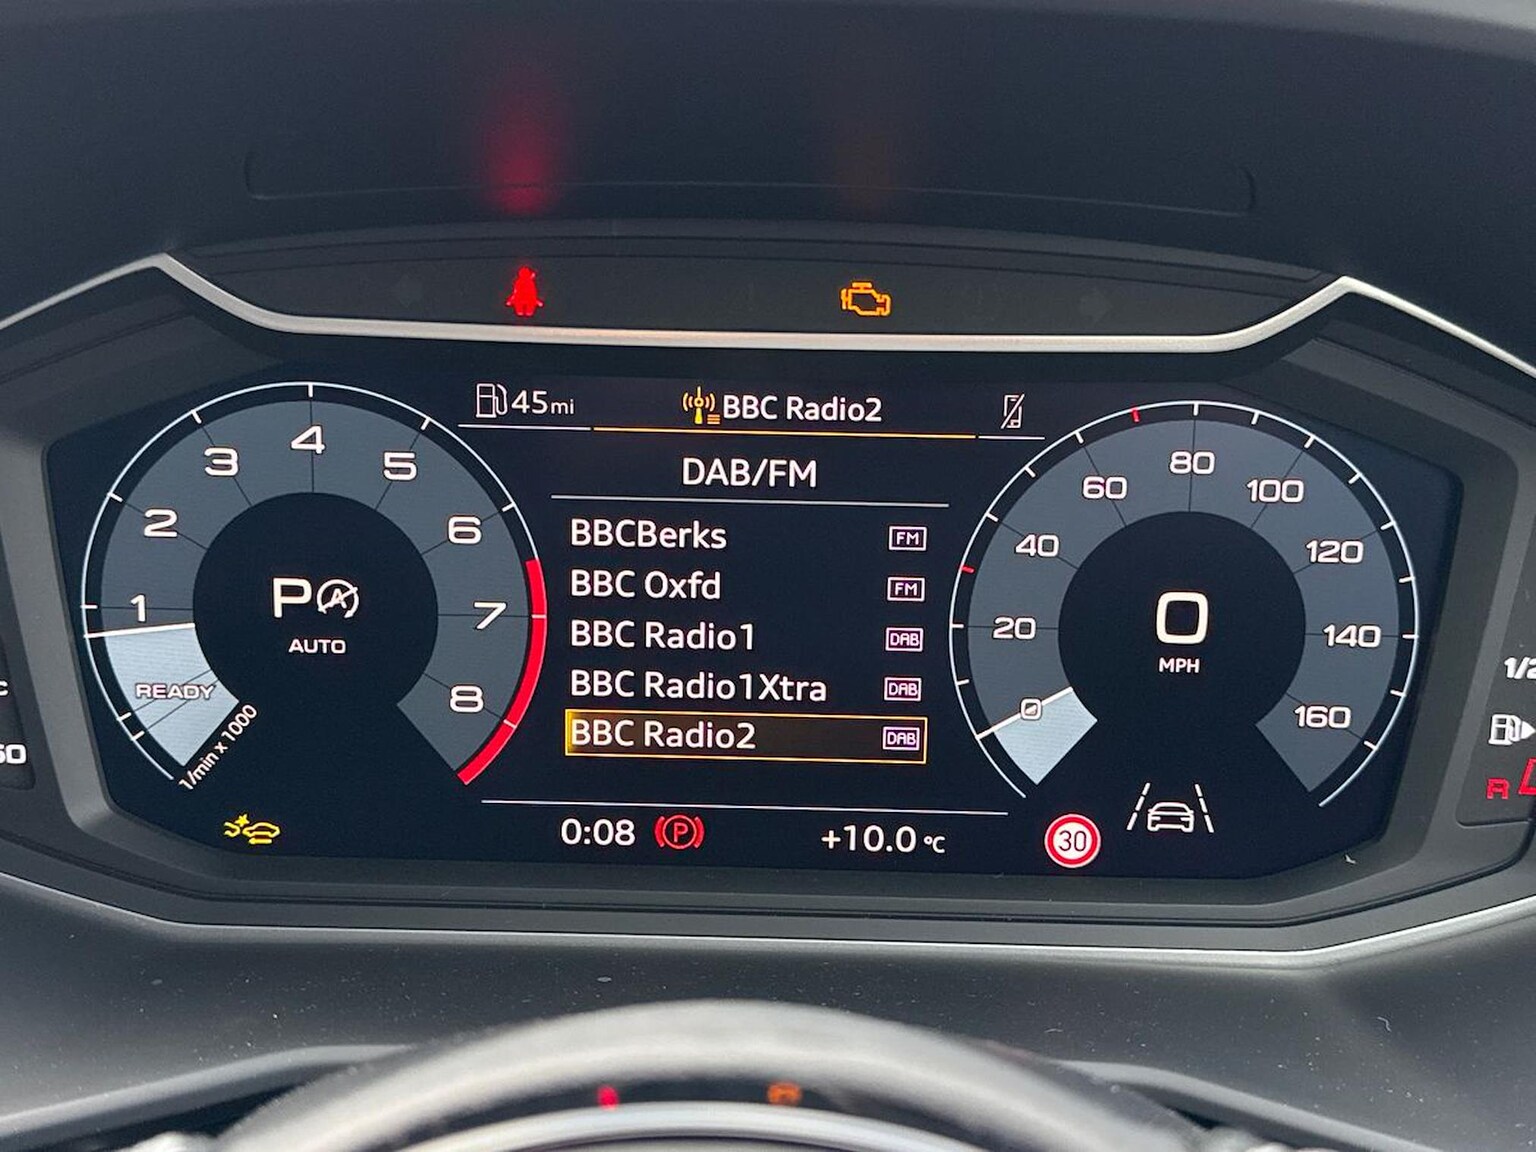 45mi
BBC Radio2
DAB/FM
BBCBerks FM
BBC Oxfd FM
BBC Radio1 DAB
BBC Radio1Xtra DAB
BBC Radio2 DAB
0:08 P +10.0 °C
1 2 3 4 5 6 7 8
P A
AUTO
READY
1/min x 1000
0 20 40 60 80 100 120 140 160
0
MPH
30
1/2
R